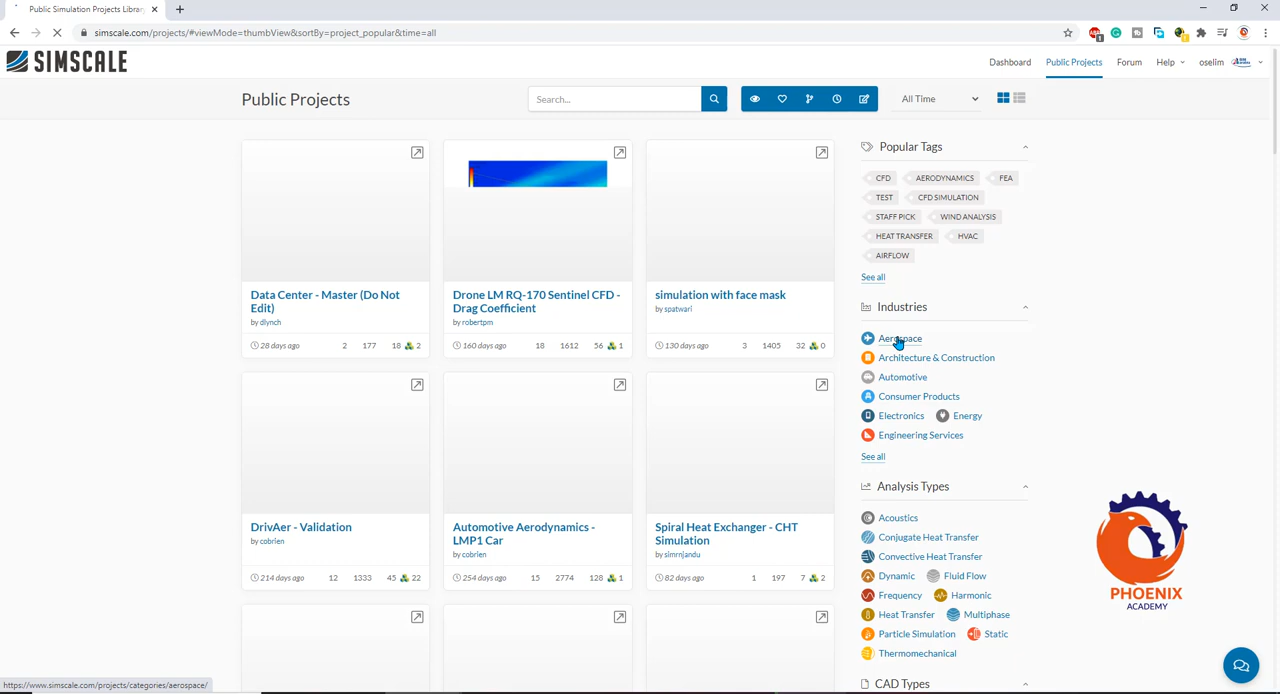 Public Simulation Projects Libra
simscale.com/projects/#viewMode=thumbView&sortBy=project_popular&time=all
SIMSCALE
Dashboard
Public Projects
Forum
Help
oselim
Public Projects
Search...
All Time
Data Center - Master (Do Not
Edit)
by dlynch
28 days ago 2 177 18 2
Drone LM RQ-170 Sentinel CFD -
Drag Coefficient
by robertpm
160 days ago 18 1612 56 1
simulation with face mask
by spatwari
130 days ago 3 1405 32 0
DrivAer - Validation
by cobrien
214 days ago 12 1333 45 22
Automotive Aerodynamics -
LMP1 Car
by cobrien
254 days ago 15 2774 128 1
Spiral Heat Exchanger - CHT
Simulation
by simrnjandu
82 days ago 1 197 7 2
Popular Tags
CFD AERODYNAMICS FEA
TEST CFD SIMULATION
STAFF PICK WIND ANALYSIS
HEAT TRANSFER HVAC
AIRFLOW
See all
Industries
Aerospace
Architecture & Construction
Automotive
Consumer Products
Electronics Energy
Engineering Services
See all
Analysis Types
Acoustics
Conjugate Heat Transfer
Convective Heat Transfer
Dynamic Fluid Flow
Frequency Harmonic
Heat Transfer Multiphase
Particle Simulation Static
Thermomechanical
CAD Types
PHOENIX
ACADEMY
https://www.simscale.com/projects/categories/aerospace/